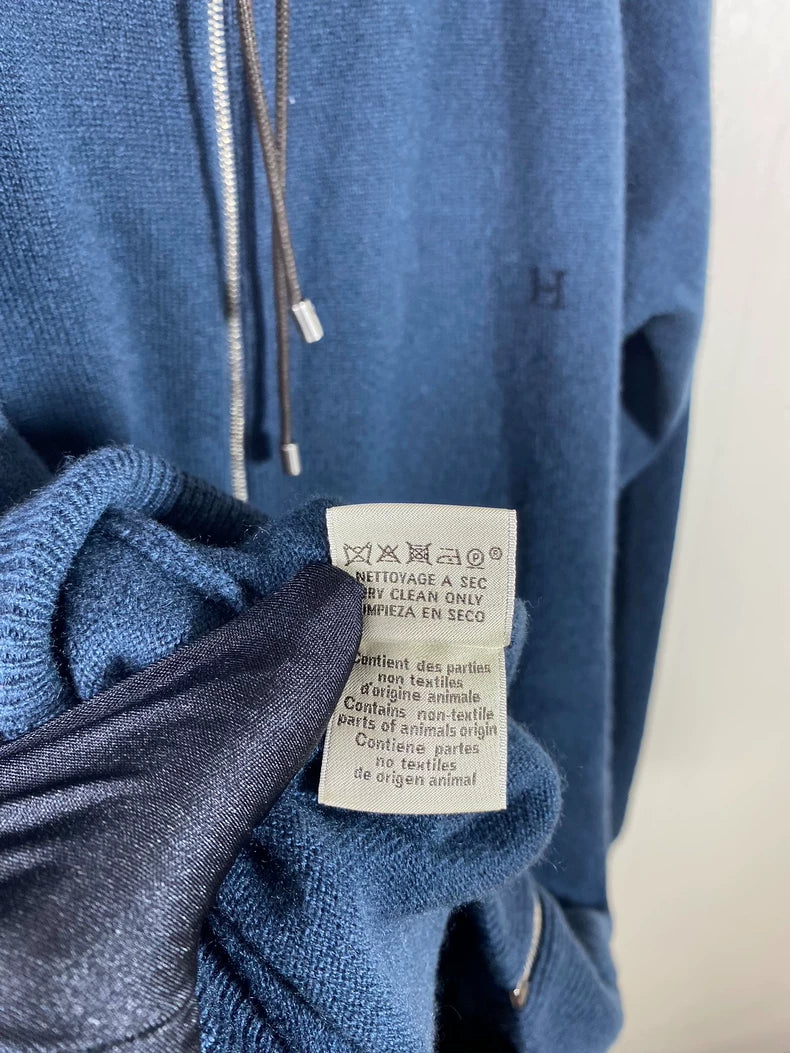 H
P ®
NETTOYAGE A SEC
DRY CLEAN ONLY
LIMPIEZA EN SECO
Contient des parties
non textiles
d'origine animale
Contains non-textile
parts of animals origin
Contiene partes
no textiles
de origen animal